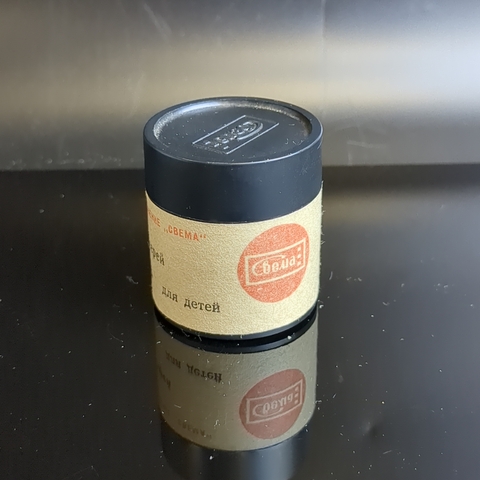 „СВЕМА“
для детей
Свема